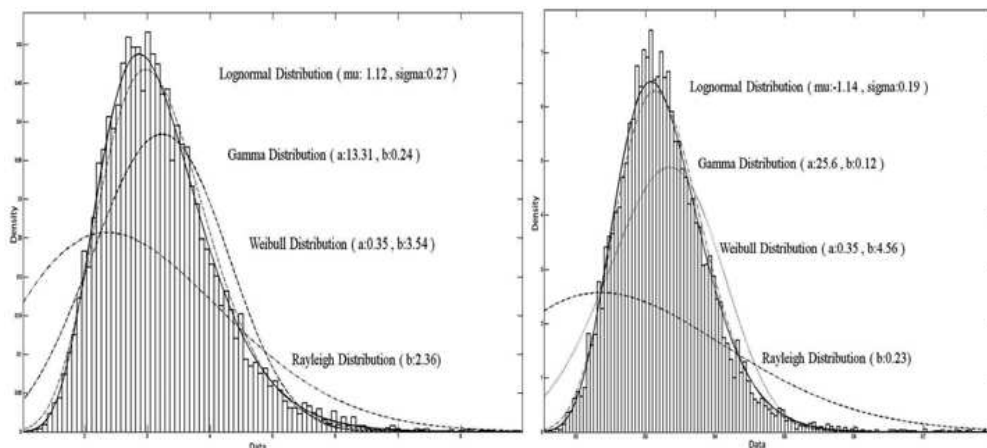 Lognormal Distribution ( mu: 1.12 , sigma:0.27 )
Gamma Distribution ( a:13.31 , b:0.24 )
Weibull Distribution ( a:0.35 , b:3.54 )
Rayleigh Distribution ( b:2.36)
Density
Data
Lognormal Distribution ( mu:-1.14 , sigma:0.19 )
Gamma Distribution ( a:25.6 , b:0.12 )
Weibull Distribution ( a:0.35 , b:4.56 )
Rayleigh Distribution ( b:0.23 )
Density
Data